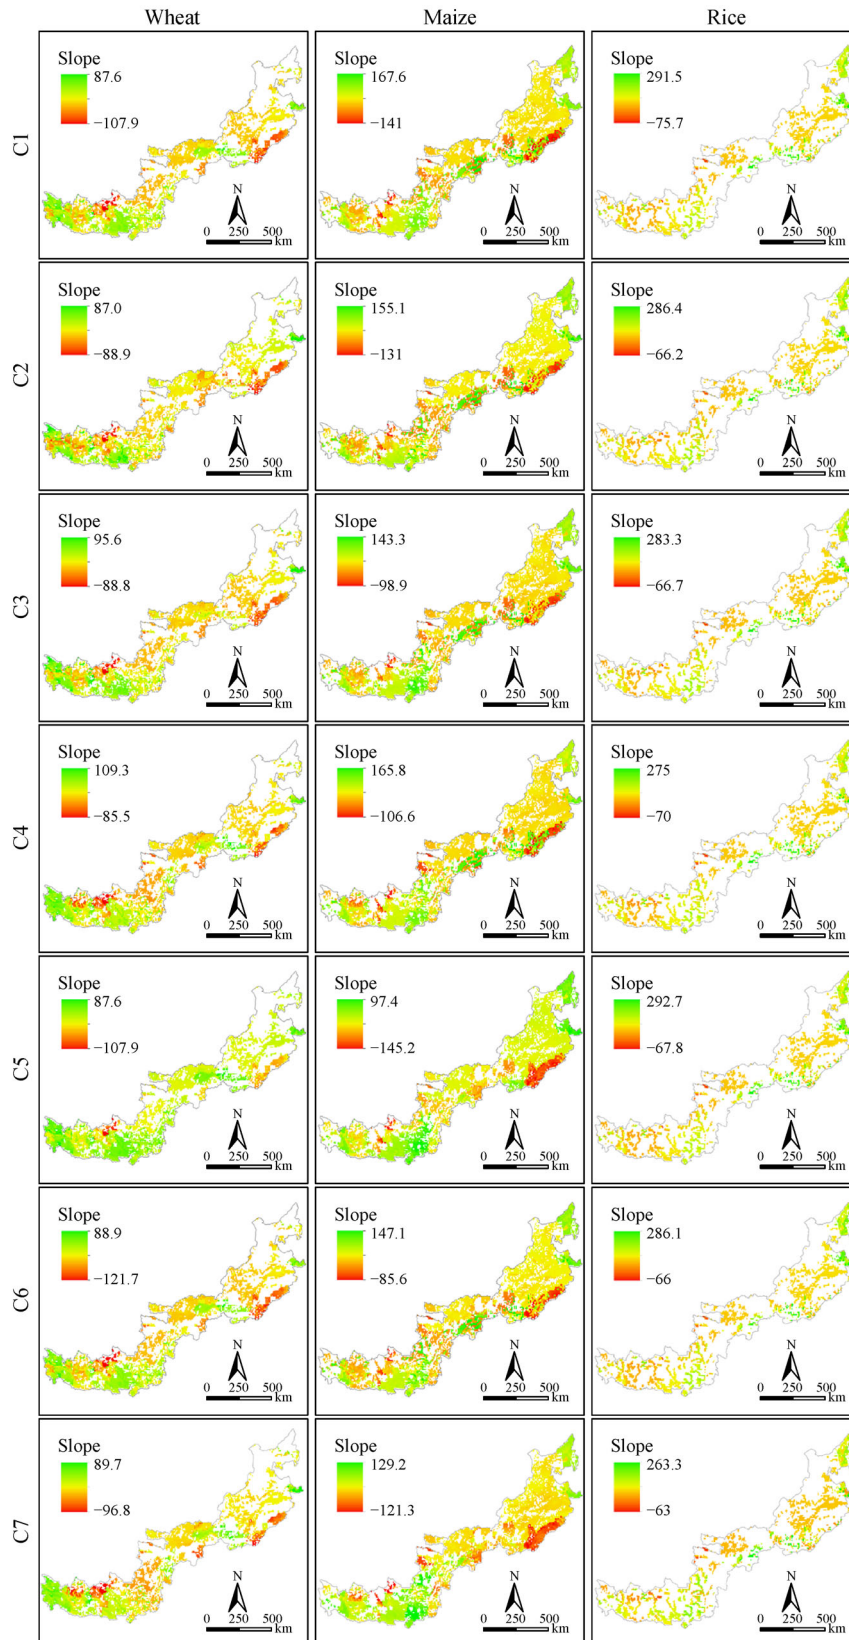 Wheat Maize Rice
C1
Slope
87.6
−107.9
N
0 250 500
km
Slope
167.6
−141
N
0 250 500
km
Slope
291.5
−75.7
N
0 250 500
km
C2
Slope
87.0
−88.9
N
0 250 500
km
Slope
155.1
−131
N
0 250 500
km
Slope
286.4
−66.2
N
0 250 500
km
C3
Slope
95.6
−88.8
N
0 250 500
km
Slope
143.3
−98.9
N
0 250 500
km
Slope
283.3
−66.7
N
0 250 500
km
C4
Slope
109.3
−85.5
N
0 250 500
km
Slope
165.8
−106.6
N
0 250 500
km
Slope
275
−70
N
0 250 500
km
C5
Slope
87.6
−107.9
N
0 250 500
km
Slope
97.4
−145.2
N
0 250 500
km
Slope
292.7
−67.8
N
0 250 500
km
C6
Slope
88.9
−121.7
N
0 250 500
km
Slope
147.1
−85.6
N
0 250 500
km
Slope
286.1
−66
N
0 250 500
km
C7
Slope
89.7
−96.8
N
0 250 500
km
Slope
129.2
−121.3
N
0 250 500
km
Slope
263.3
−63
N
0 250 500
km